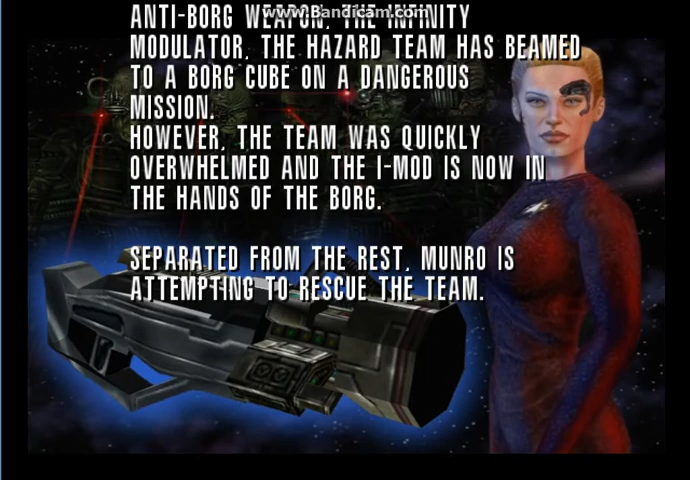 www.Bandicam.com
ANTI-BORG WEAPON, THE INFINITY
MODULATOR, THE HAZARD TEAM HAS BEAMED
TO A BORG CUBE ON A DANGEROUS
MISSION.
HOWEVER, THE TEAM WAS QUICKLY
OVERWHELMED AND THE I-MOD IS NOW IN
THE HANDS OF THE BORG.
SEPARATED FROM THE REST, MUNRO IS
ATTEMPTING TO RESCUE THE TEAM.